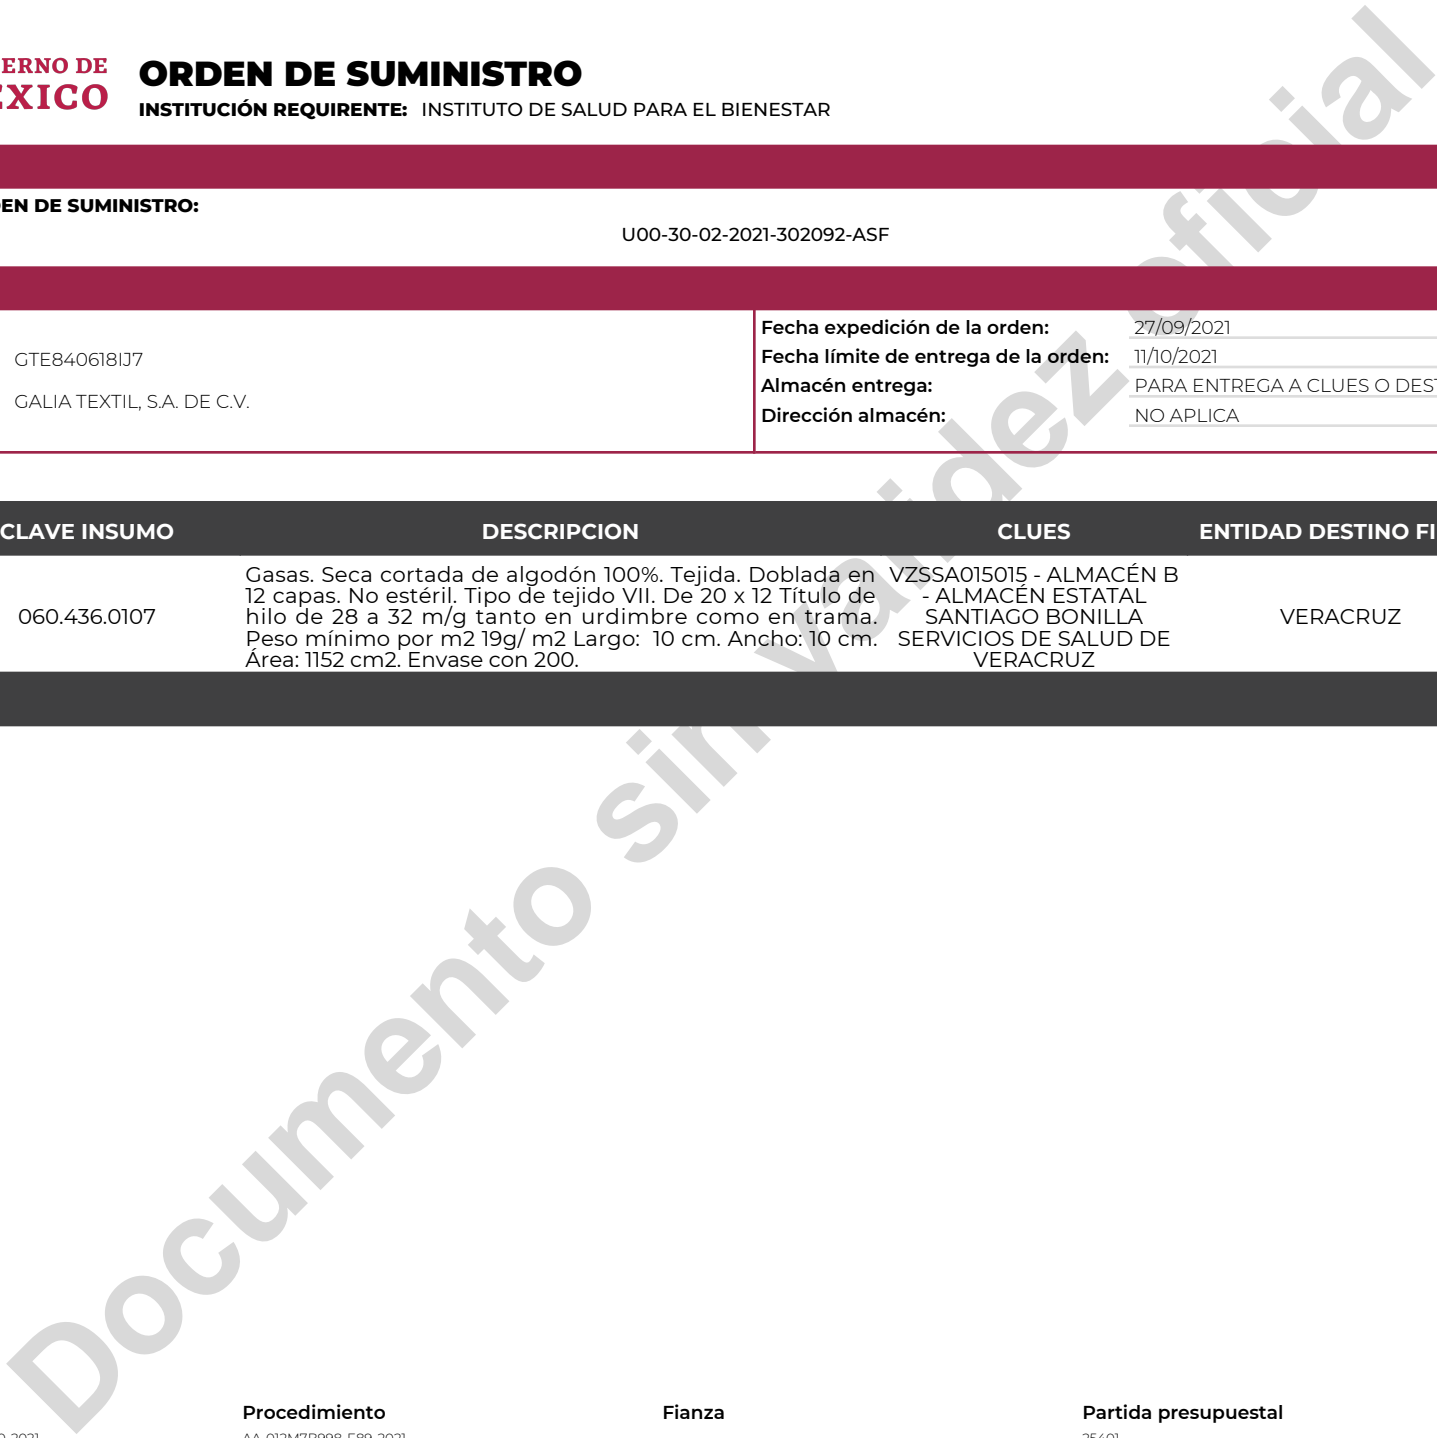 ERNO DE
EXICO
ORDEN DE SUMINISTRO
INSTITUCIÓN REQUIRENTE: INSTITUTO DE SALUD PARA EL BIENESTAR
EN DE SUMINISTRO:
U00-30-02-2021-302092-ASF
GTE840618IJ7
GALIA TEXTIL, S.A. DE C.V.
Fecha expedición de la orden: 27/09/2021
Fecha límite de entrega de la orden: 11/10/2021
Almacén entrega: PARA ENTREGA A CLUES O DEST
Dirección almacén: NO APLICA
CLAVE INSUMO DESCRIPCION CLUES ENTIDAD DESTINO FI
060.436.0107
Gasas. Seca cortada de algodón 100%. Tejida. Doblada en
12 capas. No estéril. Tipo de tejido VII. De 20 x 12 Título de
hilo de 28 a 32 m/g tanto en urdimbre como en trama.
Peso mínimo por m2 19g/ m2 Largo: 10 cm. Ancho: 10 cm.
Área: 1152 cm2. Envase con 200.
VZSSA015015 - ALMACÉN B
- ALMACÉN ESTATAL
SANTIAGO BONILLA
SERVICIOS DE SALUD DE
VERACRUZ
VERACRUZ
Documento sin validez oficial
Procedimiento Fianza Partida presupuestal